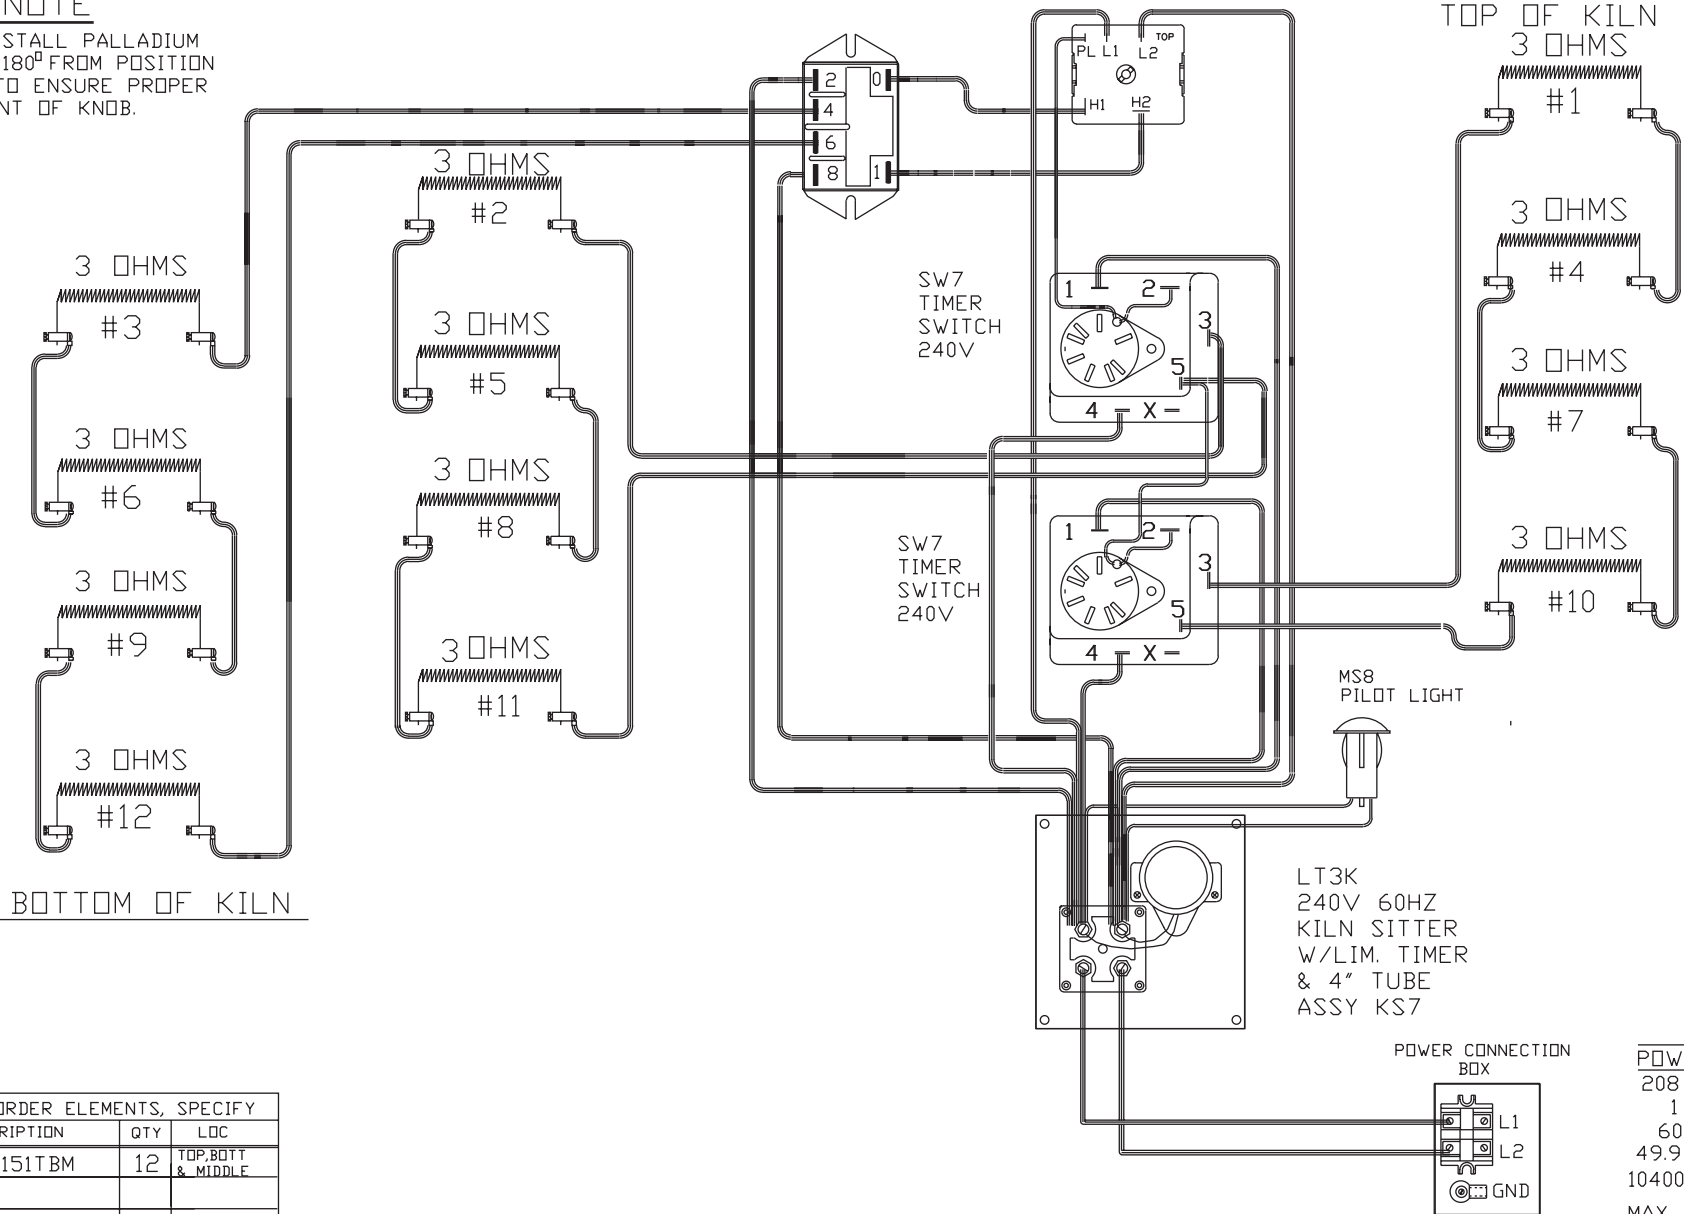 NOTE
STALL PALLADIUM
180° FROM POSITION
TO ENSURE PROPER
NT OF KNOB.
TOP OF KILN
3 OHMS
#1
3 OHMS
#4
3 OHMS
#7
3 OHMS
#10
2
4
6
8
0
1
PL L1
L2
TOP
H1
H2
3 OHMS
#2
3 OHMS
#5
3 OHMS
#8
3 OHMS
#11
3 OHMS
#3
3 OHMS
#6
3 OHMS
#9
3 OHMS
#12
BOTTOM OF KILN
SW7
TIMER
SWITCH
240V
1
2
3
5
4
X
SW7
TIMER
SWITCH
240V
1
2
3
5
4
X
MS8
PILOT LIGHT
LT3K
240V 60HZ
KILN SITTER
W/LIM. TIMER
& 4" TUBE
ASSY KS7
POWER CONNECTION
BOX
L1
L2
GND
ORDER ELEMENTS, SPECIFY
RIPTION QTY LOC
151TBM 12 TOP,BOTT
& MIDDLE
POW
208
1
60
49.9
10400
MAX